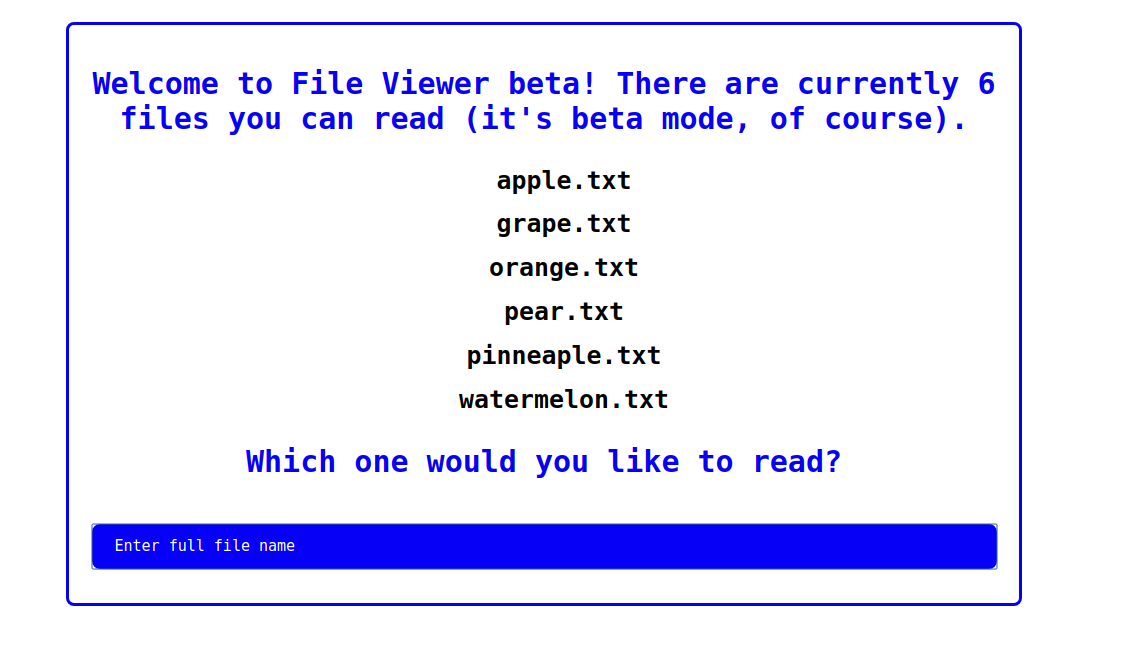 Welcome to File Viewer beta! There are currently 6
files you can read (it's beta mode, of course).
apple.txt
grape.txt
orange.txt
pear.txt
pinneaple.txt
watermelon.txt
Which one would you like to read?
Enter full file name